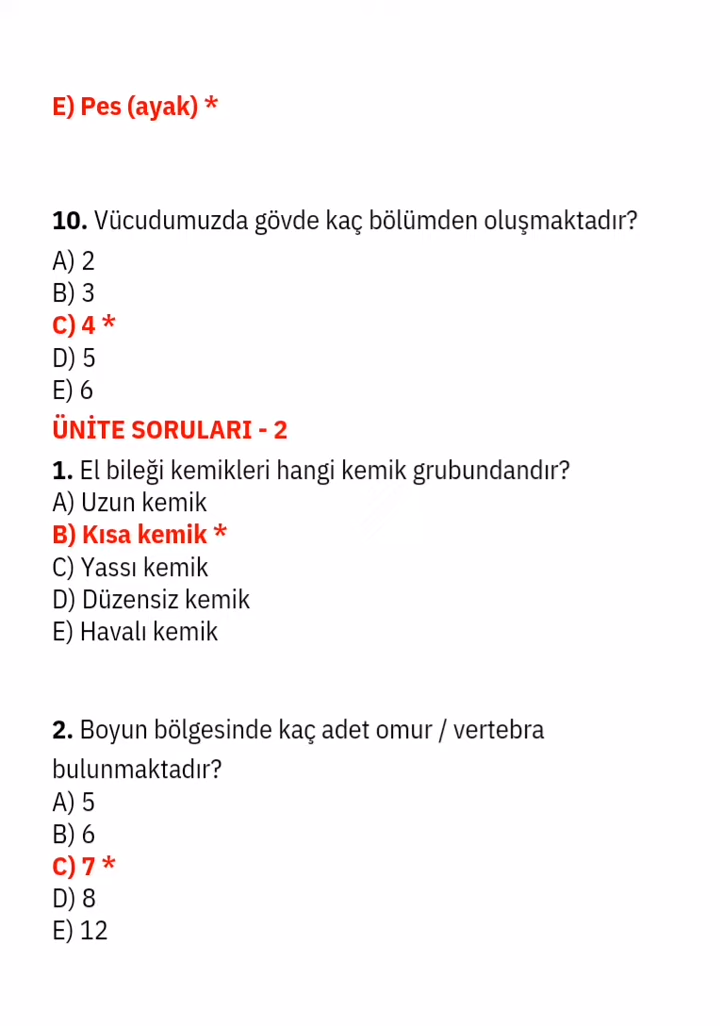 E) Pes (ayak) *
10. Vücudumuzda gövde kaç bölümden oluşmaktadır?
A) 2
B) 3
C) 4 *
D) 5
E) 6
ÜNİTE SORULARI - 2
1. El bileği kemikleri hangi kemik grubundandır?
A) Uzun kemik
B) Kısa kemik *
C) Yassı kemik
D) Düzensiz kemik
E) Havalı kemik
2. Boyun bölgesinde kaç adet omur / vertebra
bulunmaktadır?
A) 5
B) 6
C) 7 *
D) 8
E) 12